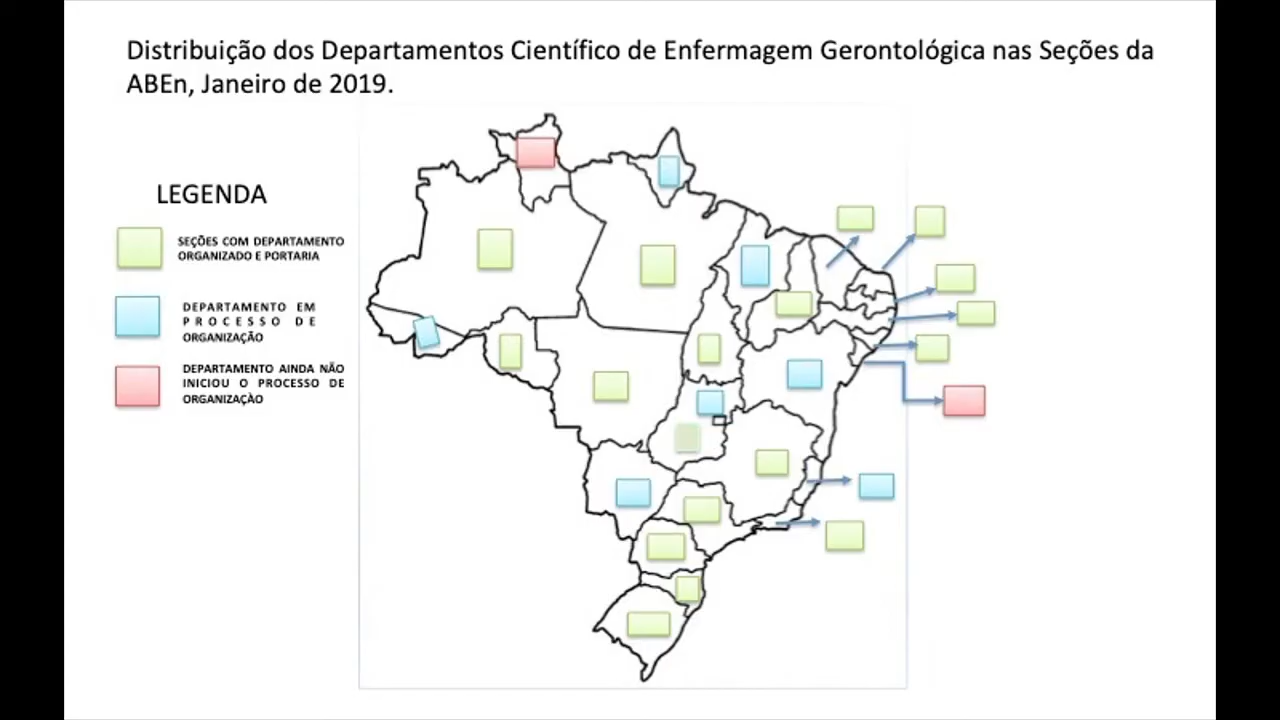 Distribuição dos Departamentos Científico de Enfermagem Gerontológica nas Seções da
ABEn, Janeiro de 2019.
LEGENDA
SEÇÕES COM DEPARTAMENTO
ORGANIZADO E PORTARIA
DEPARTAMENTO EM
PROCESSO DE
ORGANIZAÇÃO
DEPARTAMENTO AINDA NÃO
INICIOU O PROCESSO DE
ORGANIZAÇÀO